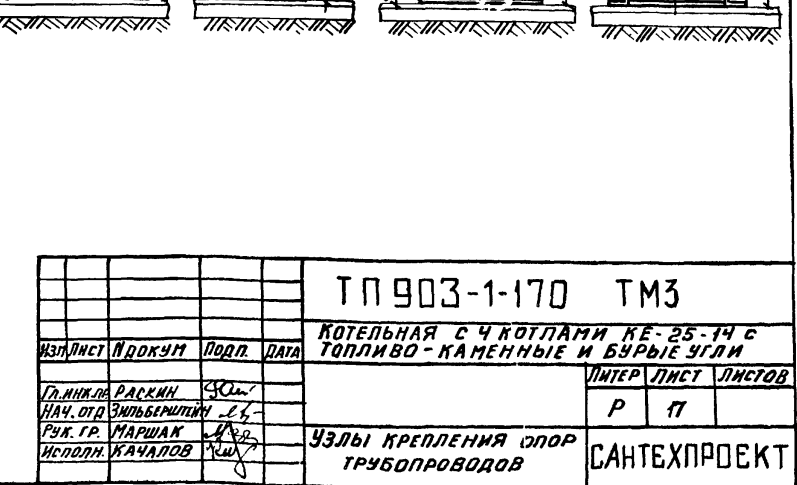 ТП 903-1-170 ТМ3
КОТЕЛЬНАЯ С 4 КОТЛАМИ КЕ-25-14 С
ТОПЛИВО-КАМЕННЫЕ И БУРЫЕ УГЛИ
ИЗП ЛИСТ N ДОКУМ ПОДП. ДАТА
ЛИТЕР ЛИСТ ЛИСТОВ
ГЛ.ИНЖ.ПР РАСКИН
НАЧ. ОТД ЗИЛЬБЕРШТЕЙН
Р
РУК. ГР. МАРШАК
ИСПОЛН. КАЧАЛОВ
УЗЛЫ КРЕПЛЕНИЯ ОПОР
ТРУБОПРОВОДОВ
САНТЕХПРОЕКТ